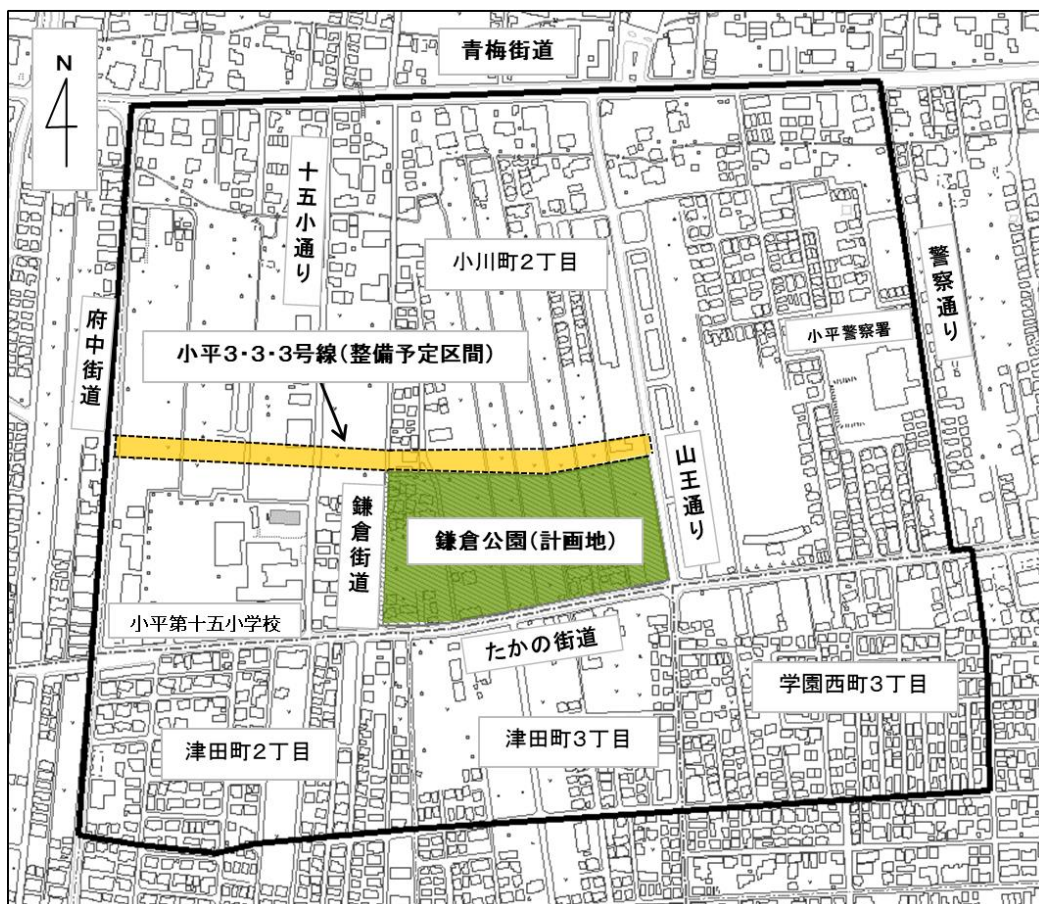 青梅街道
N
十五小通り
小川町2丁目
警察通り
府中街道
小平警察署
小平3・3・3号線(整備予定区間)
山王通り
鎌倉街道
鎌倉公園(計画地)
小平第十五小学校
たかの街道
学園西町3丁目
津田町2丁目
津田町3丁目